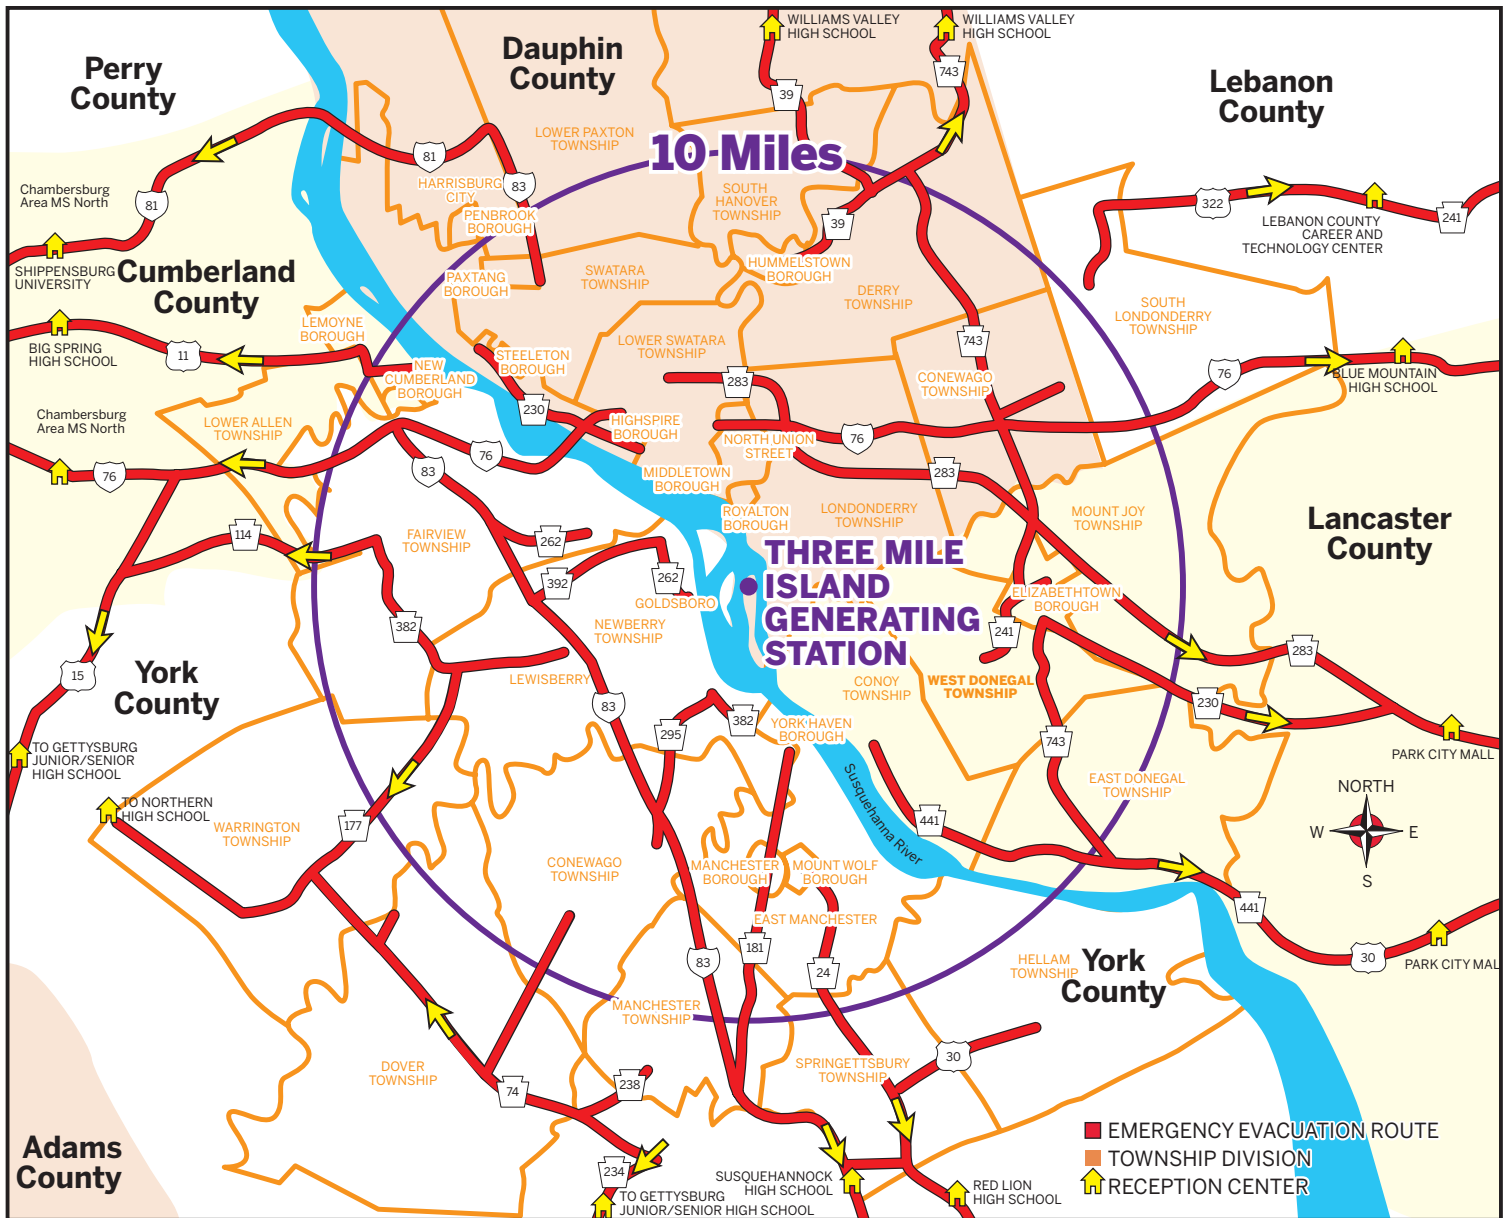 WILLIAMS VALLEY
HIGH SCHOOL
WILLIAMS VALLEY
HIGH SCHOOL
Perry
County
Dauphin
County
Lebanon
County
743
39
LOWER PAXTON
TOWNSHIP
10 Miles
81
83
HARRISBURG
CITY
Chambersburg
Area MS North
81
PENBROOK
BOROUGH
SOUTH
HANOVER
TOWNSHIP
39
322
241
LEBANON COUNTY
CAREER AND
TECHNOLOGY CENTER
SHIPPENSBURG
UNIVERSITY
Cumberland
County
PAXTANG
BOROUGH
SWATARA
TOWNSHIP
HUMMELSTOWN
BOROUGH
DERRY
TOWNSHIP
SOUTH
LONDONDERRY
TOWNSHIP
LEMOYNE
BOROUGH
BIG SPRING
HIGH SCHOOL
11
NEW
CUMBERLAND
BOROUGH
STEELETON
BOROUGH
LOWER SWATARA
TOWNSHIP
743
283
CONEWAGO
TOWNSHIP
76
BLUE MOUNTAIN
HIGH SCHOOL
Chambersburg
Area MS North
LOWER ALLEN
TOWNSHIP
230
HIGHSPIRE
BOROUGH
NORTH UNION
STREET
76
76
76
83
MIDDLETOWN
BOROUGH
283
ROYALTON
BOROUGH
LONDONDERRY
TOWNSHIP
MOUNT JOY
TOWNSHIP
Lancaster
County
114
FAIRVIEW
TOWNSHIP
262
392
262
GOLDSBORO
THREE MILE
ISLAND
GENERATING
STATION
ELIZABETHTOWN
BOROUGH
382
NEWBERRY
TOWNSHIP
241
283
15
York
County
LEWISBERRY
83
CONOY
TOWNSHIP
WEST DONEGAL
TOWNSHIP
230
295
382
YORK HAVEN
BOROUGH
743
TO GETTYSBURG
JUNIOR/SENIOR
HIGH SCHOOL
PARK CITY MALL
Susquehanna River
EAST DONEGAL
TOWNSHIP
NORTH
W
E
S
TO NORTHERN
HIGH SCHOOL
WARRINGTON
TOWNSHIP
177
441
CONEWAGO
TOWNSHIP
MANCHESTER
BOROUGH
MOUNT WOLF
BOROUGH
EAST MANCHESTER
441
83
181
24
HELLAM
TOWNSHIP
York
County
30
PARK CITY MAL
MANCHESTER
TOWNSHIP
DOVER
TOWNSHIP
74
238
SPRINGETTSBURY
TOWNSHIP
30
EMERGENCY EVACUATION ROUTE
TOWNSHIP DIVISION
RECEPTION CENTER
Adams
County
234
TO GETTYSBURG
JUNIOR/SENIOR HIGH SCHOOL
SUSQUEHANNOCK
HIGH SCHOOL
RED LION
HIGH SCHOOL